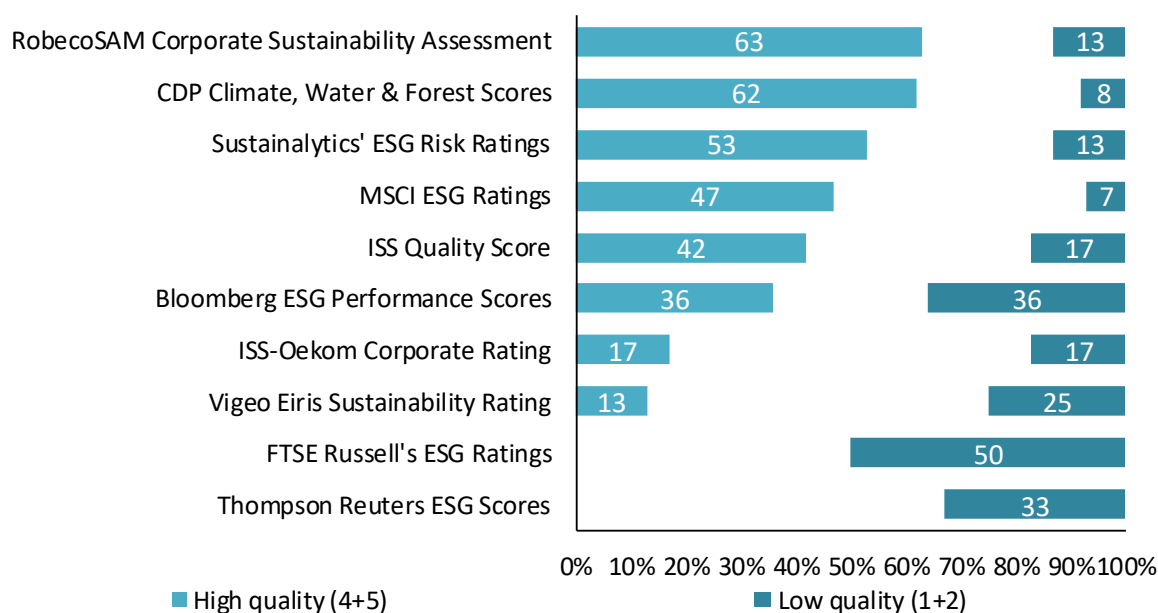 RobecoSAM Corporate Sustainability Assessment 63 13
CDP Climate, Water & Forest Scores 62 8
Sustainalytics' ESG Risk Ratings 53 13
MSCI ESG Ratings 47 7
ISS Quality Score 42 17
Bloomberg ESG Performance Scores 36 36
ISS-Oekom Corporate Rating 17 17
Vigeo Eiris Sustainability Rating 13 25
FTSE Russell's ESG Ratings 50
Thompson Reuters ESG Scores 33
0% 10% 20% 30% 40% 50% 60% 70% 80% 90% 100%
High quality (4+5) Low quality (1+2)